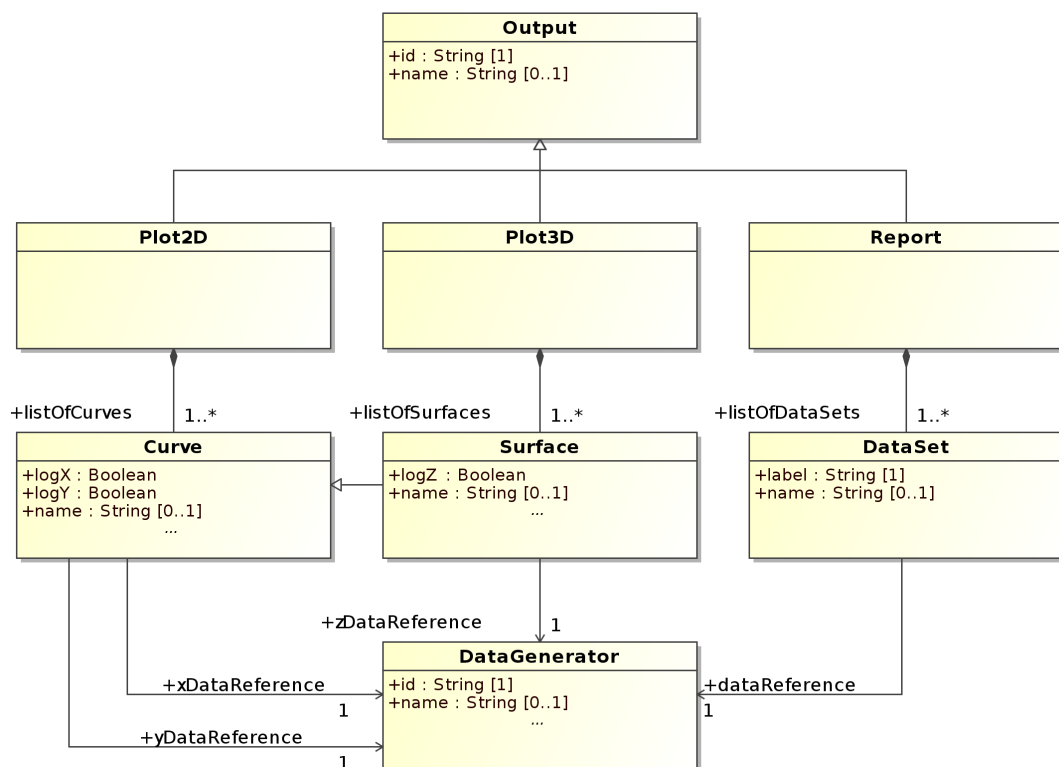 Output
+id : String [1]
+name : String [0..1]
Plot2D
Plot3D
Report
+listOfCurves
1..*
+listOfSurfaces
1..*
+listOfDataSets
1..*
Curve
+logX : Boolean
+logY : Boolean
+name : String [0..1]
...
Surface
+logZ : Boolean
+name : String [0..1]
...
DataSet
+label : String [1]
+name : String [0..1]
+zDataReference
1
DataGenerator
+id : String [1]
+name : String [0..1]
...
+xDataReference
1
+dataReference
1
+yDataReference
1